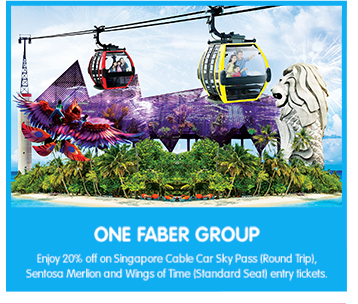 ONE FABER GROUP
Enjoy 20% off on Singapore Cable Car Sky Pass (Round Trip),
Sentosa Merlion and Wings of Time (Standard Seat) entry tickets.